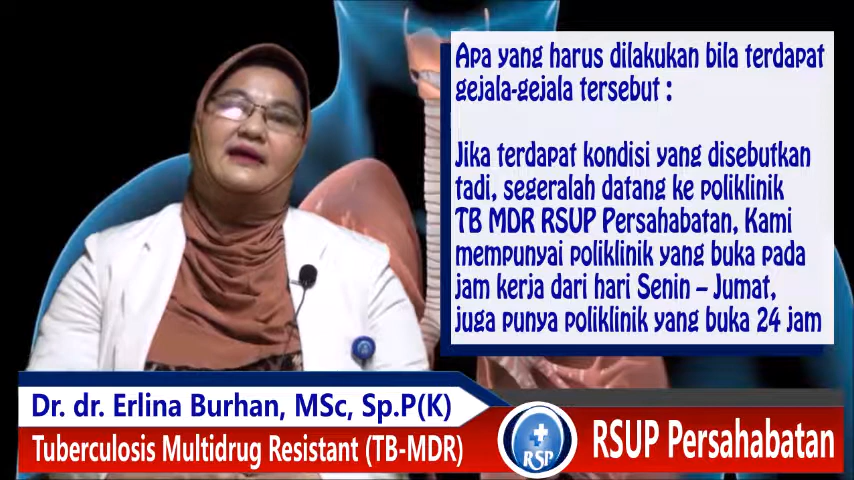 Apa yang harus dilakukan bila terdapat
gejala-gejala tersebut :
Jika terdapat kondisi yang disebutkan
tadi, segeralah datang ke poliklinik
TB MDR RSUP Persahabatan, Kami
mempunyai poliklinik yang buka pada
jam kerja dari hari Senin – Jumat,
juga punya poliklinik yang buka 24 jam
Dr. dr. Erlina Burhan, MSc, Sp.P(K)
Tuberculosis Multidrug Resistant (TB-MDR)
RSP
RSUP Persahabatan